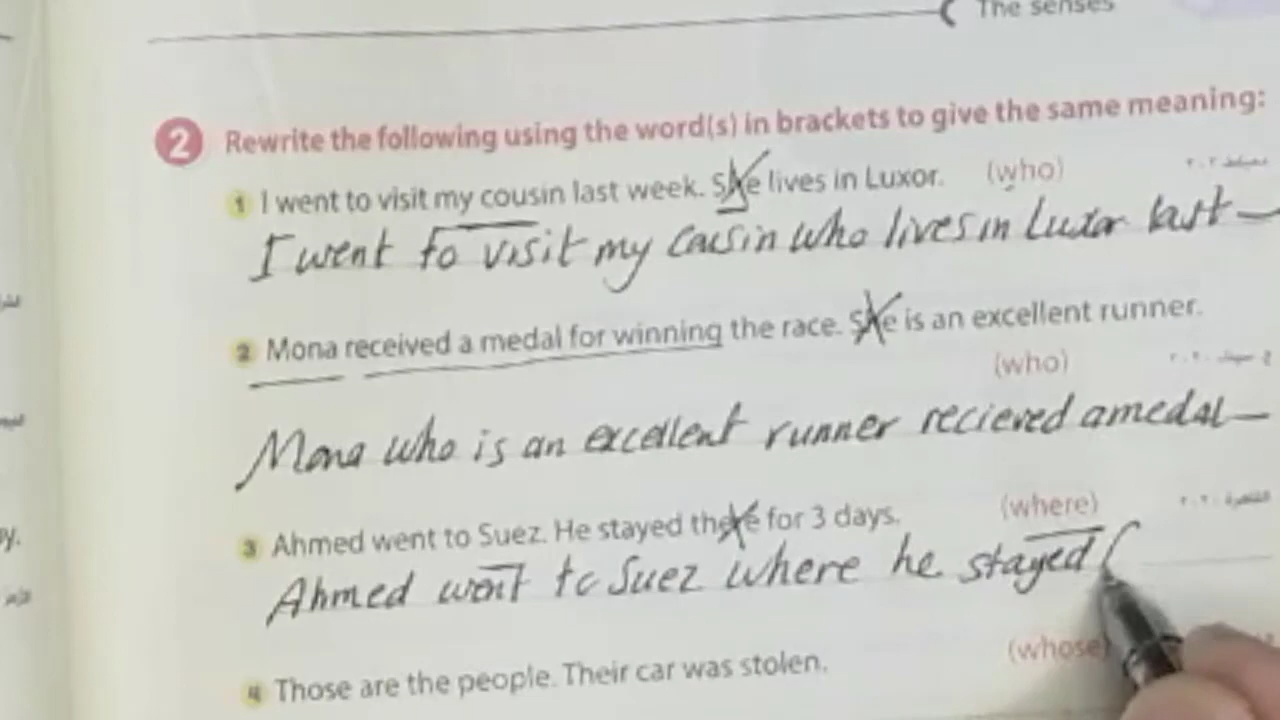 The senses
2 Rewrite the following using the word(s) in brackets to give the same meaning:
1 I went to visit my cousin last week. She lives in Luxor. (who)
I went to visit my cousin who lives in Luxor last
2 Mona received a medal for winning the race. She is an excellent runner.
(who)
Mona who is an excellent runner recieved a medal
3 Ahmed went to Suez. He stayed there for 3 days. (where)
Ahmed went to Suez where he stayed
py.
4 Those are the people. Their car was stolen. (whose)